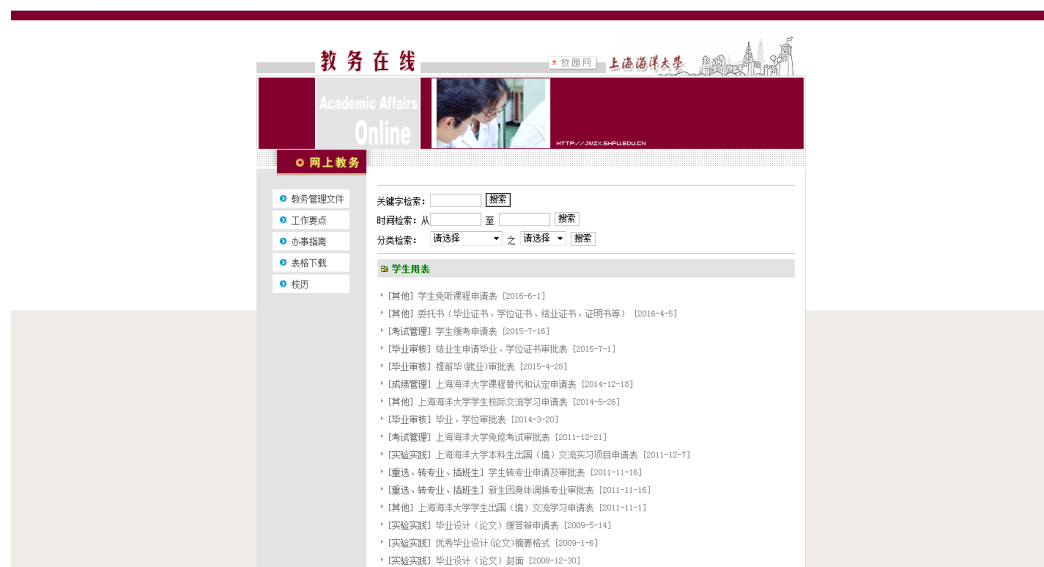 教务在线
校园网
上海海洋大學
Academic Affairs
Online
HTTP://JWZX.SHFU.EDU.CN
网上教务
教务管理文件
工作要点
办事指南
表格下载
校历
关键字检索： 搜索
时间检索：从 至 搜索
分类检索： 请选择 之 请选择 搜索
学生用表
[其他] 学生免听课程申请表 [2016-6-1]
[其他] 委托书（毕业证书、学位证书、结业证书、证明书等） [2016-4-5]
[考试管理] 学生缓考申请表 [2015-7-16]
[毕业审核] 结业生申请毕业、学位证书审批表 [2015-7-1]
[毕业审核] 提前毕(就业)审批表 [2015-4-28]
[成绩管理] 上海海洋大学课程替代和认定申请表 [2014-12-18]
[其他] 上海海洋大学学生校际交流学习申请表 [2014-5-26]
[毕业审核] 毕业、学位审批表 [2014-3-20]
[考试管理] 上海海洋大学免修考试审批表 [2011-12-21]
[实验实践] 上海海洋大学本科生出国（境）交流实习项目申请表 [2011-12-7]
[重选、转专业、插班生] 学生转专业申请及审批表 [2011-11-16]
[重选、转专业、插班生] 新生因身体调换专业审批表 [2011-11-16]
[其他] 上海海洋大学学生出国（境）交流学习申请表 [2011-11-1]
[实验实践] 毕业设计（论文）缓答辩申请表 [2009-5-14]
[实验实践] 优秀毕业设计(论文)摘要格式 [2009-1-6]
[实验实践] 毕业设计（论文）封面 [2008-12-30]